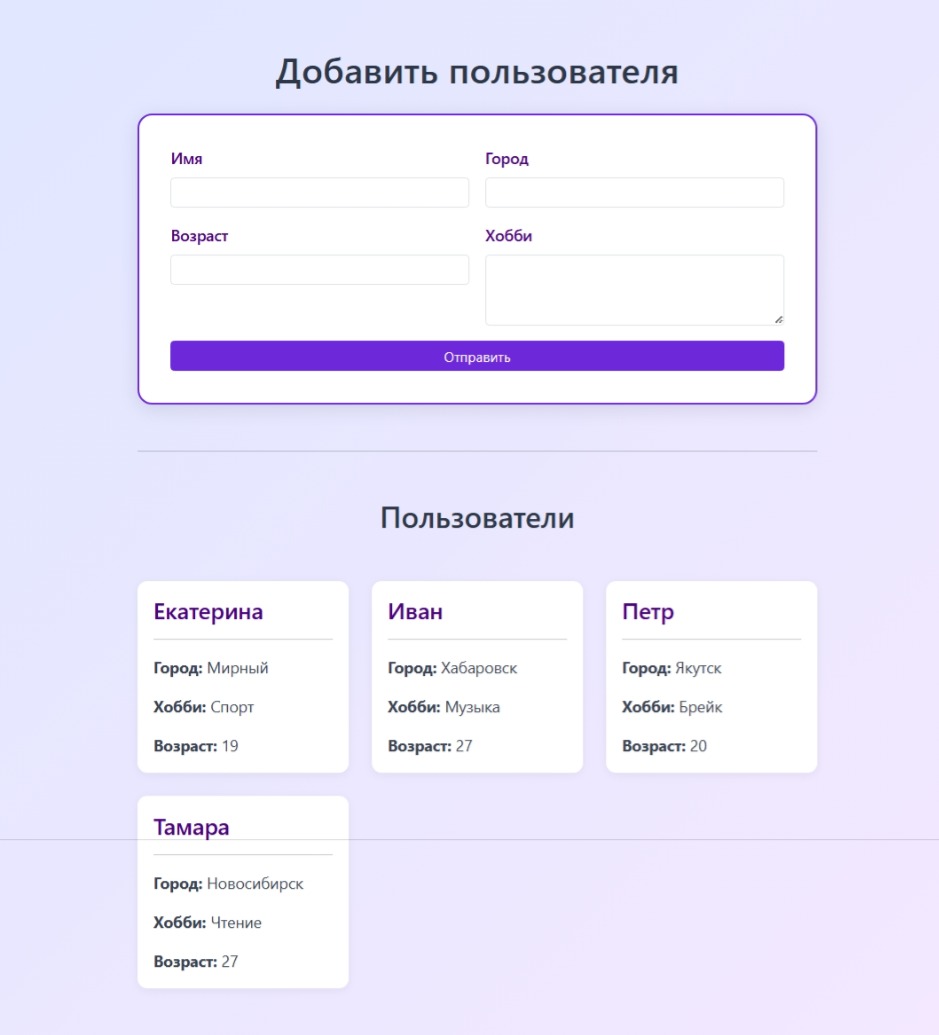 Добавить пользователя
Имя
Город
Возраст
Хобби
Отправить
Пользователи
Екатерина
Город: Мирный
Хобби: Спорт
Возраст: 19
Иван
Город: Хабаровск
Хобби: Музыка
Возраст: 27
Петр
Город: Якутск
Хобби: Брейк
Возраст: 20
Тамара
Город: Новосибирск
Хобби: Чтение
Возраст: 27